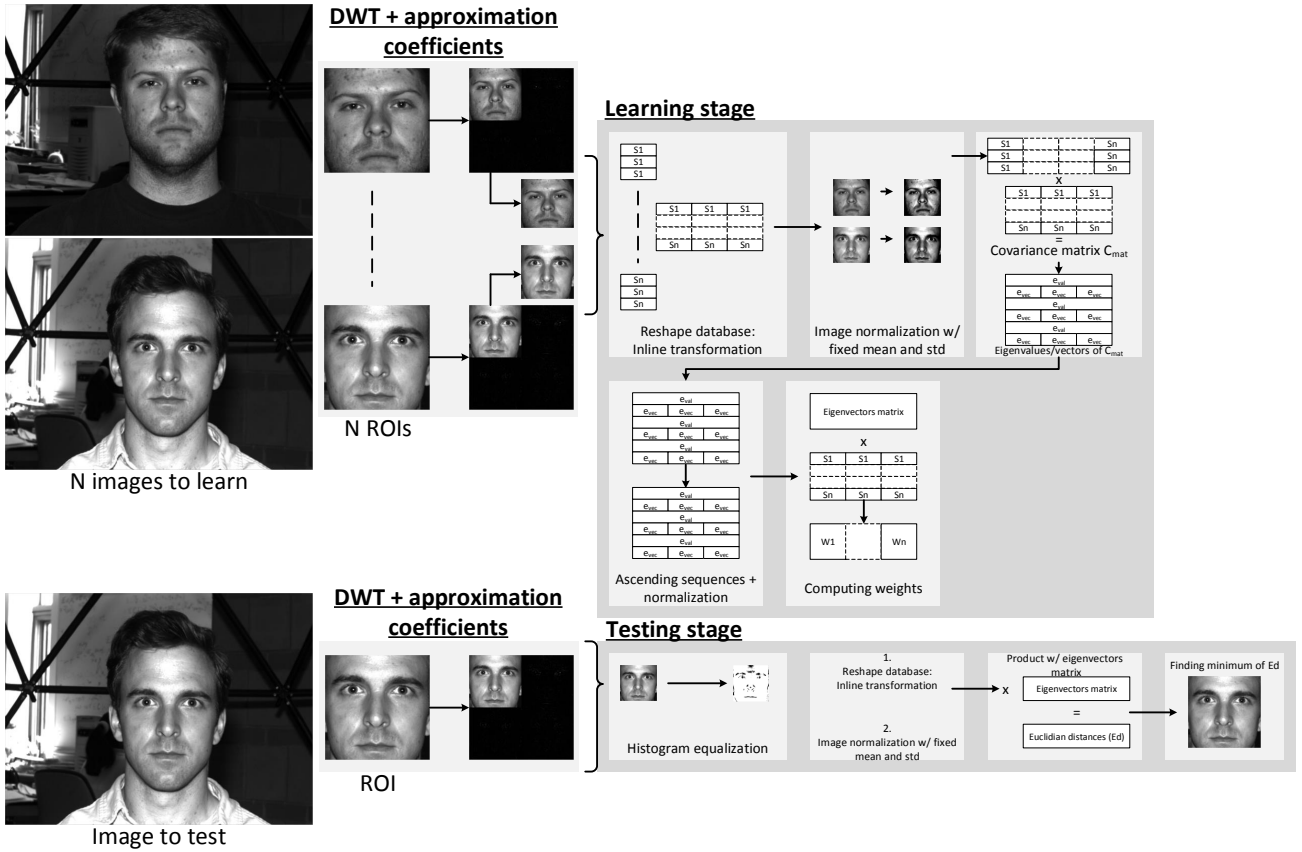 DWT + approximation
coefficients
N images to learn
N ROIs
Learning stage
S1
S1
S1
Sn
Sn
Sn
S1 S1 S1
Sn Sn Sn
Reshape database:
Inline transformation
Image normalization w/
fixed mean and std
S1 Sn
S1 Sn
S1 Sn
x
S1 S1 S1
Sn Sn Sn
=
Covariance matrix Cmat
eval
evec evec evec
eval
evec evec evec
eval
evec evec evec
Eigenvalues/vectors of Cmat
eval
evec evec evec
eval
evec evec evec
eval
evec evec evec
eval
evec evec evec
eval
evec evec evec
eval
evec evec evec
Ascending sequences +
normalization
Eigenvectors matrix
x
S1 S1 S1
Sn Sn Sn
W1 Wn
Computing weights
DWT + approximation
coefficients
Image to test
ROI
Testing stage
Histogram equalization
1.
Reshape database:
Inline transformation
2.
Image normalization w/ fixed
mean and std
Product w/ eigenvectors
matrix
x
Eigenvectors matrix
=
Euclidian distances (Ed)
Finding minimum of Ed